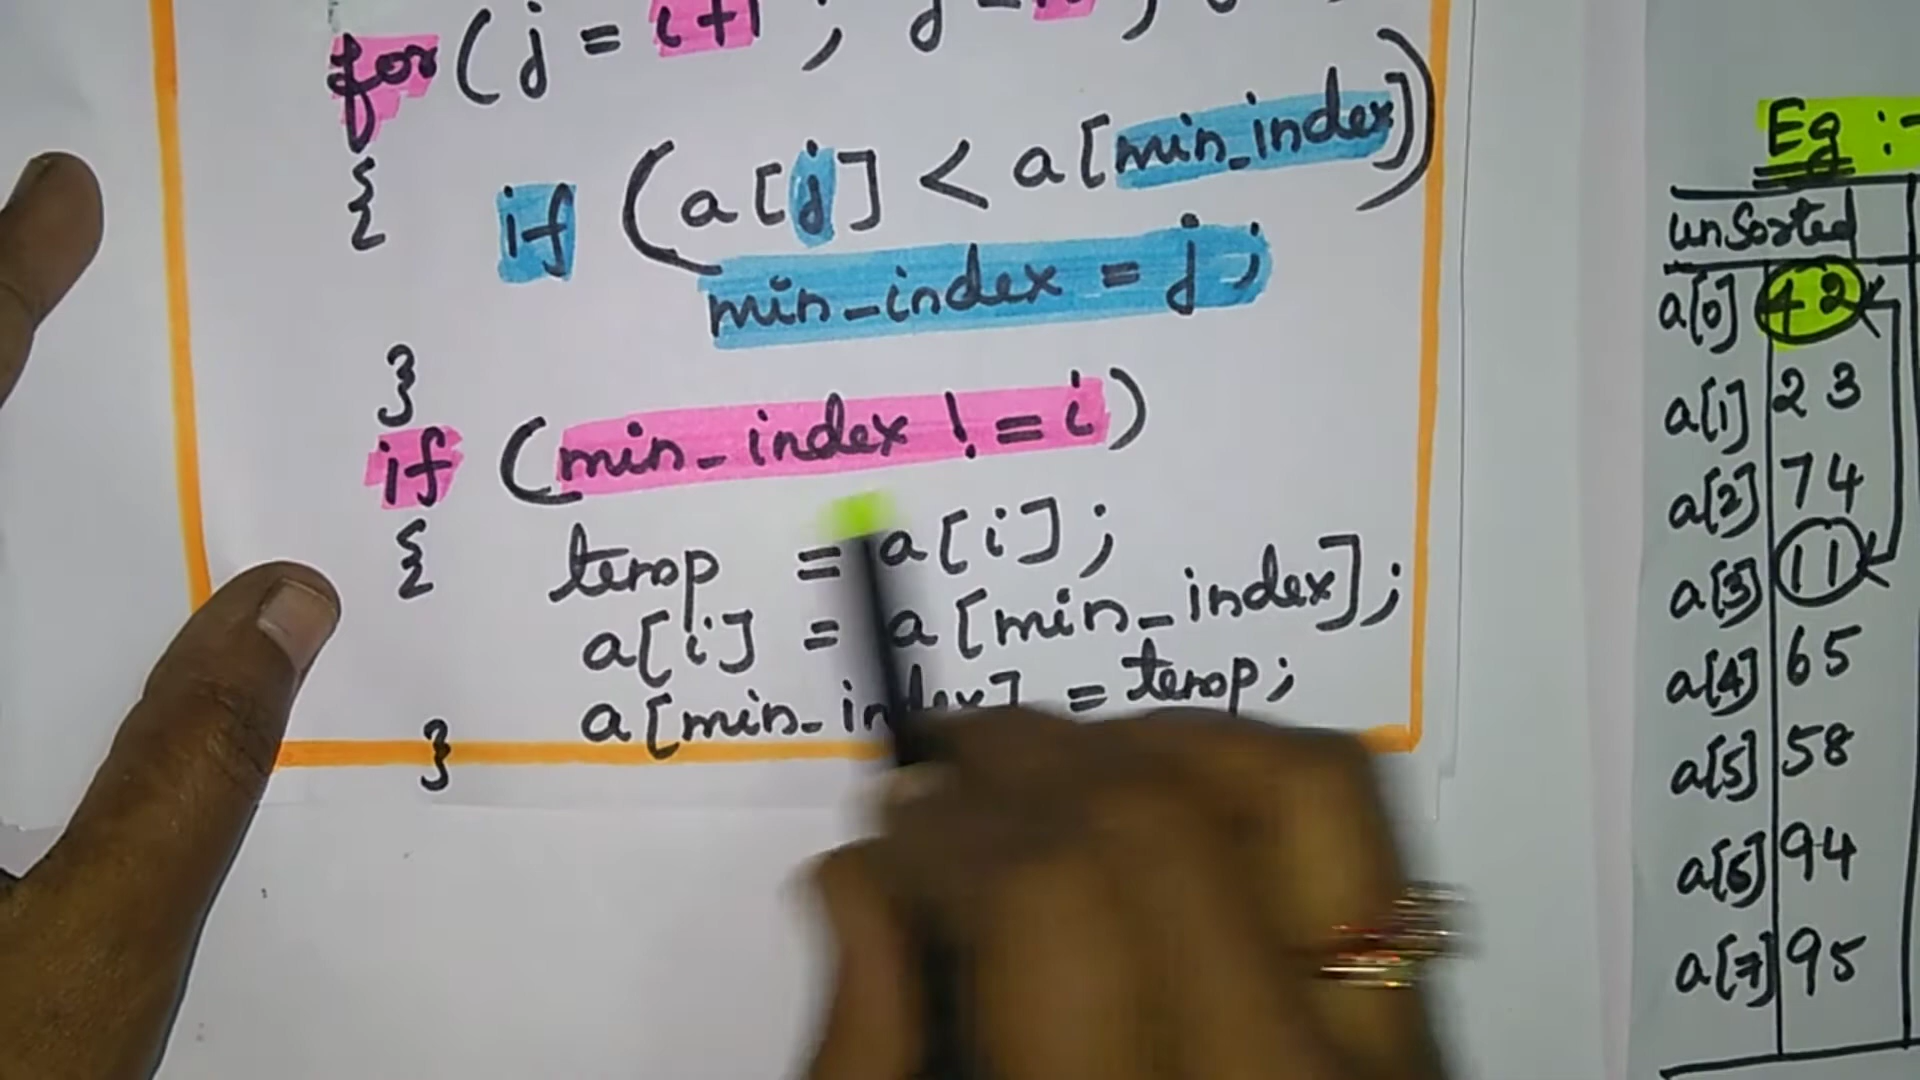 for ( j = i+1 ;
{
if ( a[j] < a[min_index])
min_index = j;
}
if (min_index != i)
{
temp = a[i];
a[i] = a[min_index];
a[min_index] = temp;
}
Eg :-
unSorted
a[0] 42
a[1] 23
a[2] 74
a[3] 11
a[4] 65
a[5] 58
a[6] 94
a[7] 95